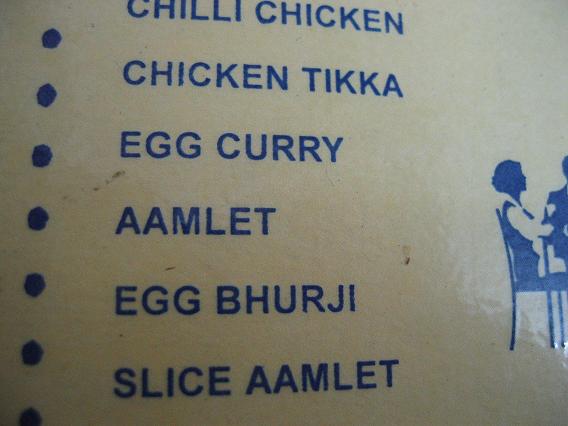 CHILLI CHICKEN
CHICKEN TIKKA
EGG CURRY
AAMLET
EGG BHURJI
SLICE AAMLET